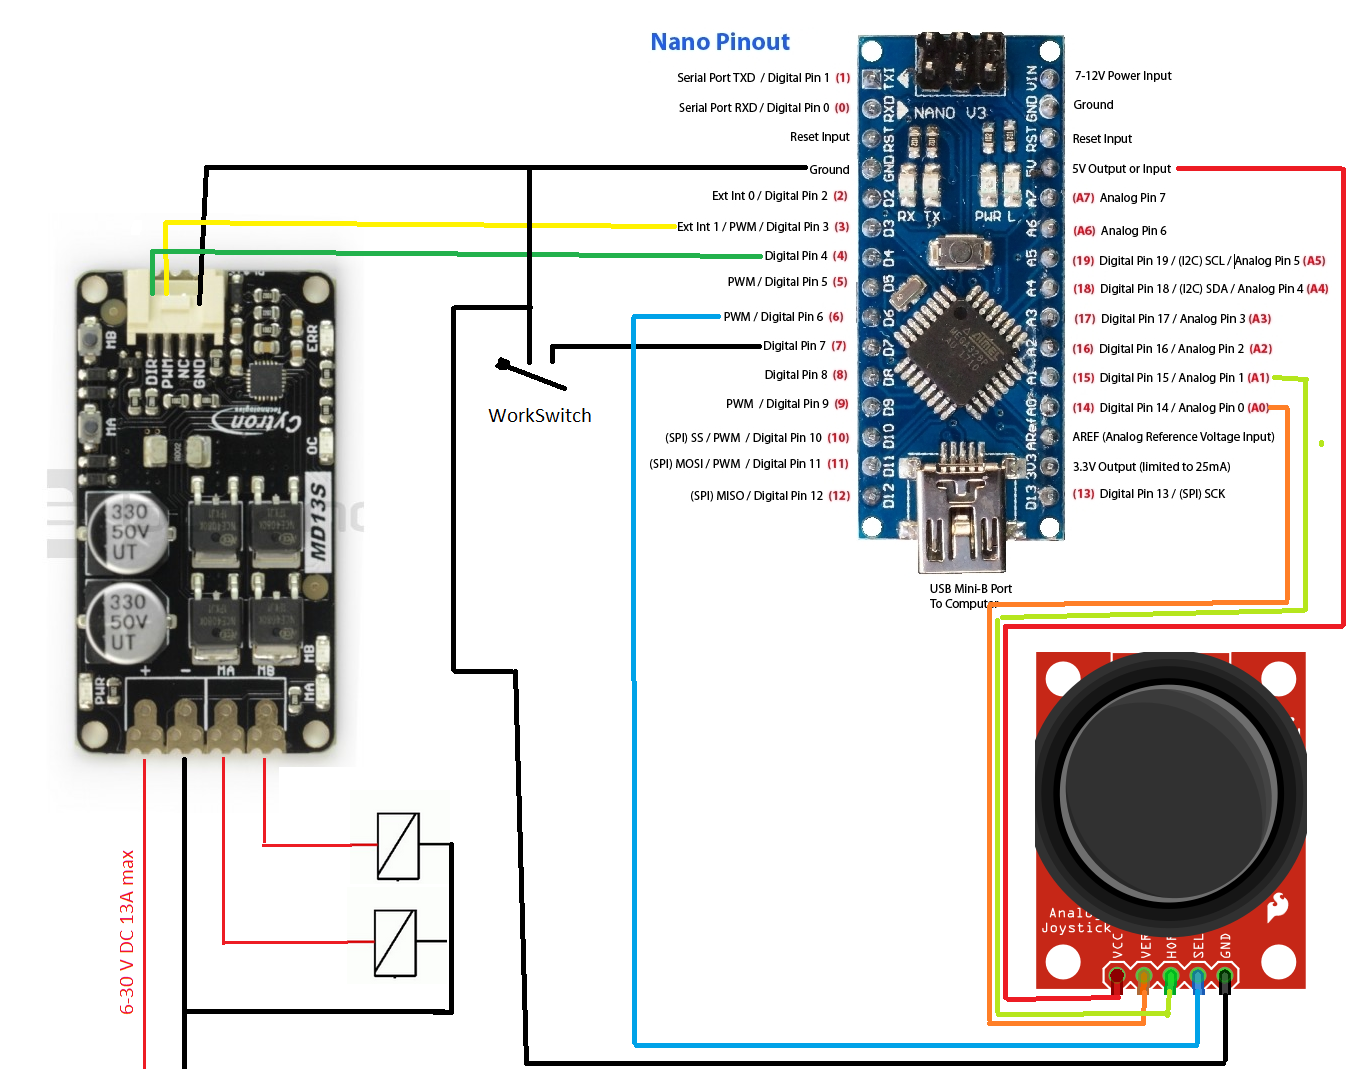 Nano Pinout
Serial Port TXD / Digital Pin 1 (1)
Serial Port RXD / Digital Pin 0 (0)
Reset Input
Ground
Ext Int 0 / Digital Pin 2 (2)
Ext Int 1 / PWM / Digital Pin 3 (3)
Digital Pin 4 (4)
PWM / Digital Pin 5 (5)
PWM / Digital Pin 6 (6)
Digital Pin 7 (7)
Digital Pin 8 (8)
PWM / Digital Pin 9 (9)
(SPI) SS / PWM / Digital Pin 10 (10)
(SPI) MOSI / PWM / Digital Pin 11 (11)
(SPI) MISO / Digital Pin 12 (12)
TX1
RXD
RST
GND
D2
D3
D4
D5
D6
D7
D8
D9
D10
D11
D12
NANO V3
RX TX
PWR L
VIN
GND
RST
5V
A7
A6
A5
A4
A3
A2
A1
A0
ARef
3V3
D13
7-12V Power Input
Ground
Reset Input
5V Output or Input
(A7) Analog Pin 7
(A6) Analog Pin 6
(19) Digital Pin 19 / (I2C) SCL / Analog Pin 5 (A5)
(18) Digital Pin 18 / (I2C) SDA / Analog Pin 4 (A4)
(17) Digital Pin 17 / Analog Pin 3 (A3)
(16) Digital Pin 16 / Analog Pin 2 (A2)
(15) Digital Pin 15 / Analog Pin 1 (A1)
(14) Digital Pin 14 / Analog Pin 0 (A0)
AREF (Analog Reference Voltage Input)
3.3V Output (limited to 25mA)
(13) Digital Pin 13 / (SPI) SCK
USB Mini-B Port
To Computer
WorkSwitch
MB
MA
DIR
PWM
NC
GND
ERR
OC
Cytron
Technologies
MD13S
330
50V
UT
330
50V
UT
+ - MA MB
PWR
MB
MA
6-30 V DC 13A max
Analog
Joystick
VCC
VER
HOR
SEL
GND